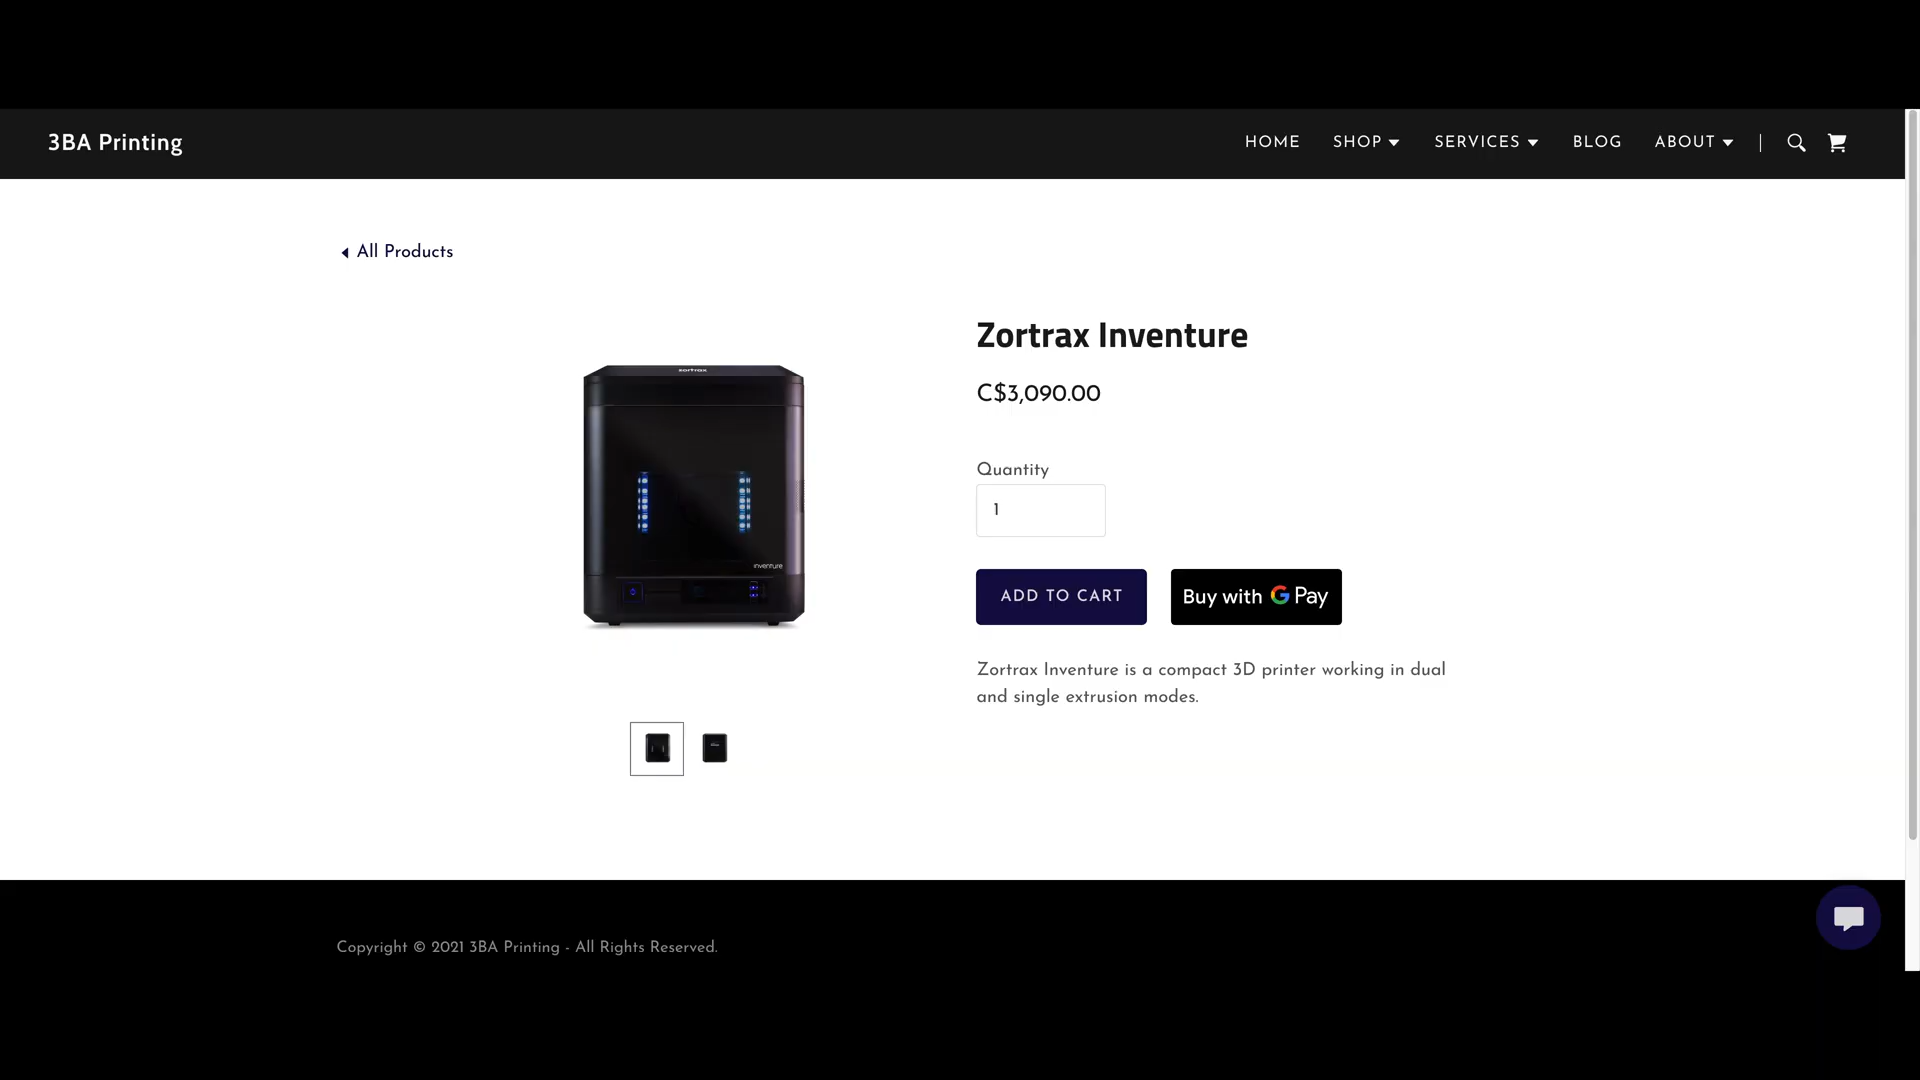 3BA Printing
HOME SHOP SERVICES BLOG ABOUT
All Products
Zortrax Inventure
C$3,090.00
zortrax
inventure
Quantity
1
ADD TO CART
Buy with G Pay
Zortrax Inventure is a compact 3D printer working in dual
and single extrusion modes.
Copyright © 2021 3BA Printing - All Rights Reserved.